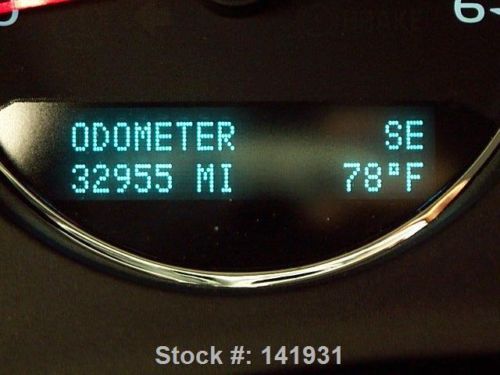 ODOMETER SE
32955 MI 78°F
Stock #: 141931